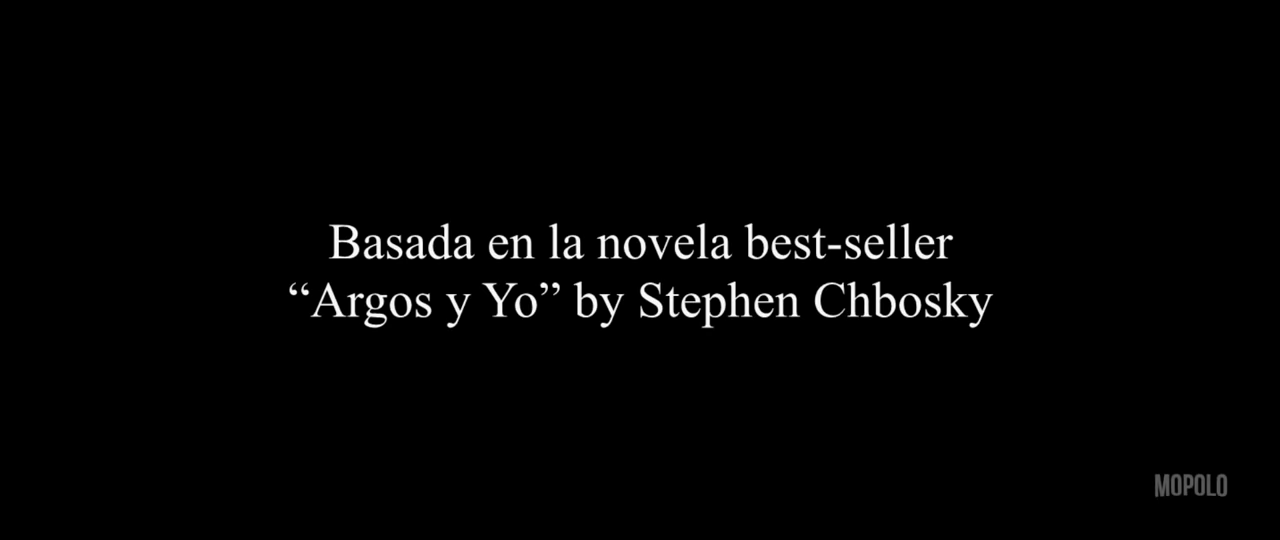 Basada en la novela best-seller
“Argos y Yo” by Stephen Chbosky
MOPOLO